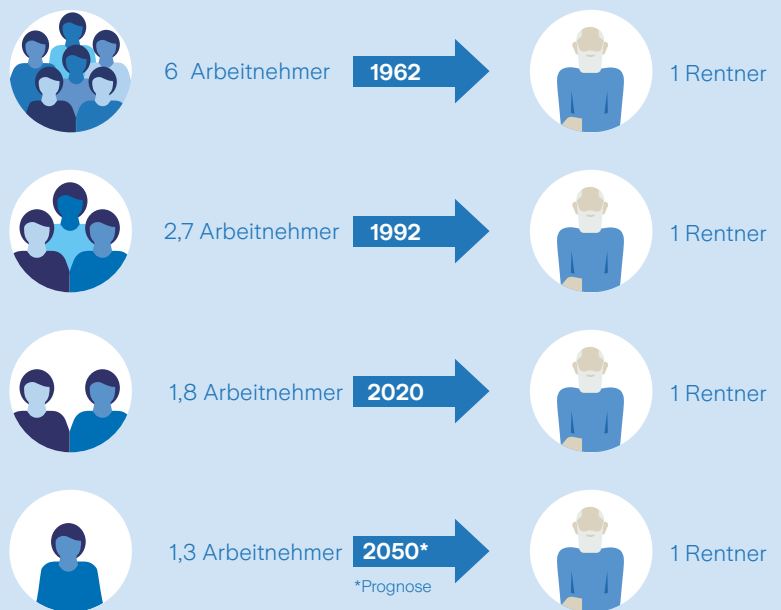 6 Arbeitnehmer 1962 1 Rentner
2,7 Arbeitnehmer 1992 1 Rentner
1,8 Arbeitnehmer 2020 1 Rentner
1,3 Arbeitnehmer 2050* 1 Rentner
*Prognose